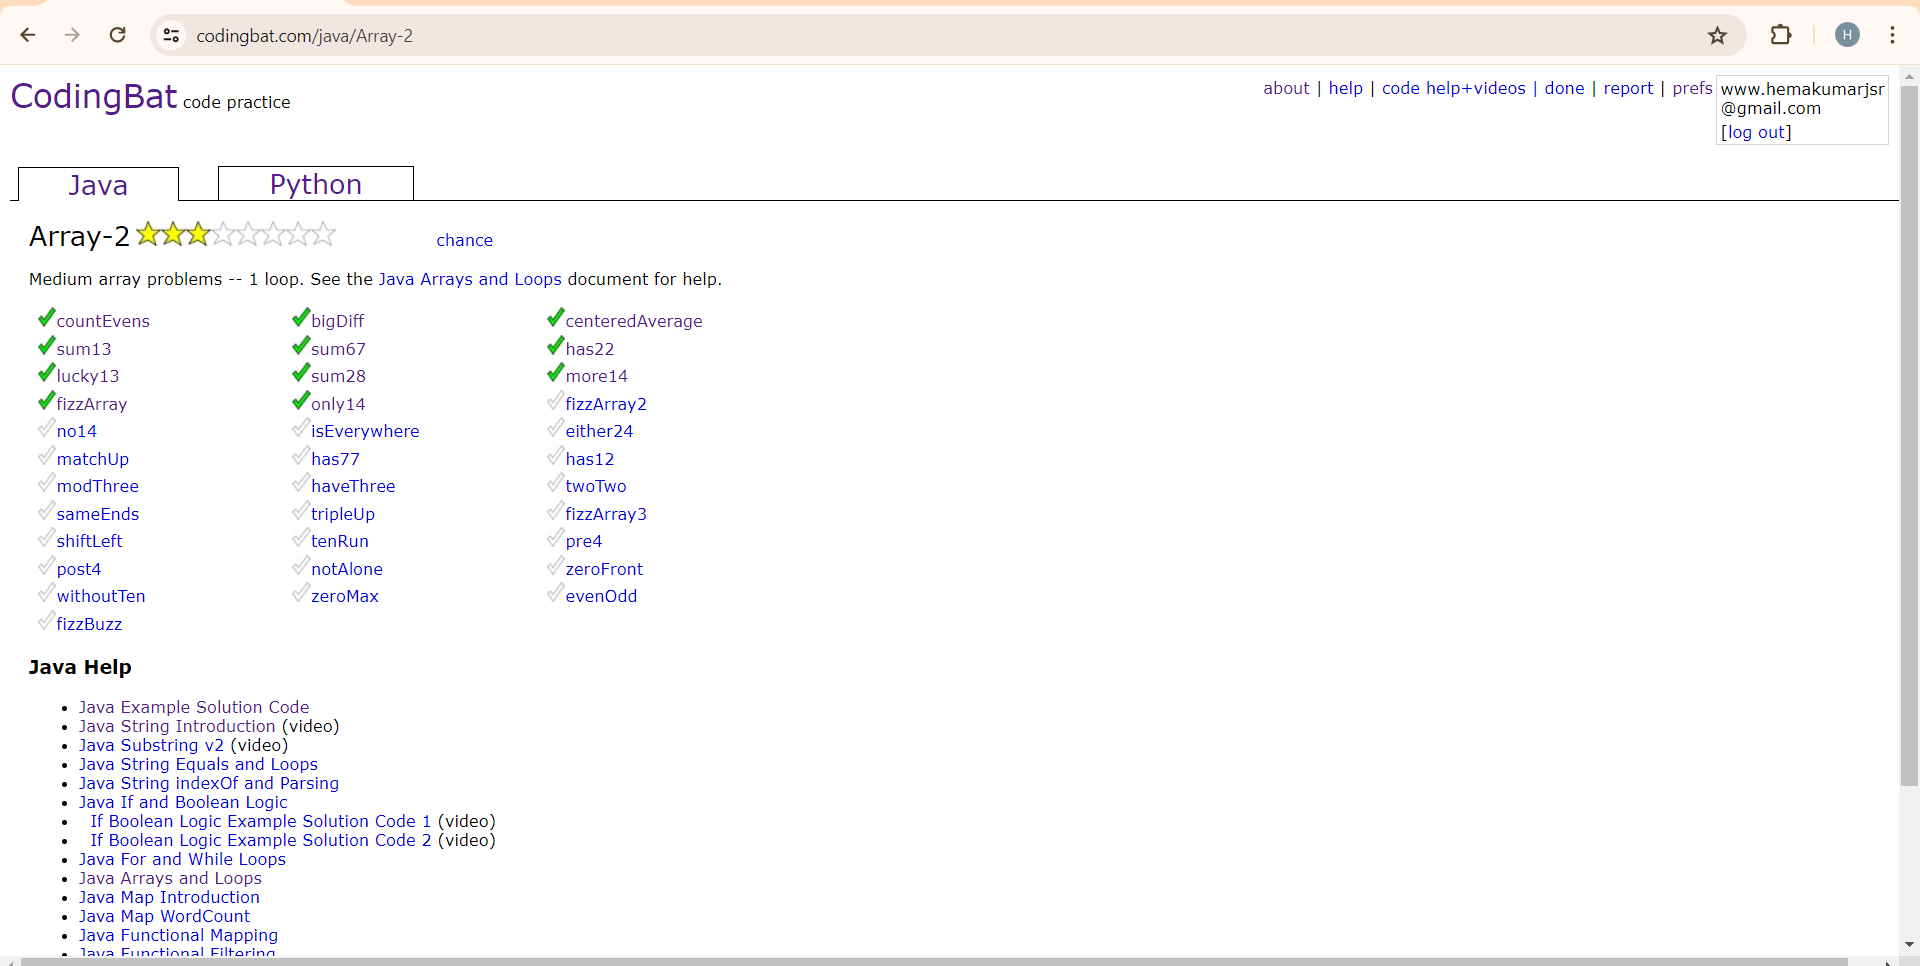 codingbat.com/java/Array-2
H
CodingBat code practice
about | help | code help+videos | done | report | prefs
www.hemakumarjsr
@gmail.com
[log out]
Java
Python
Array-2
chance
Medium array problems -- 1 loop. See the Java Arrays and Loops document for help.
countEvens bigDiff centeredAverage
sum13 sum67 has22
lucky13 sum28 more14
fizzArray only14 fizzArray2
no14 isEverywhere either24
matchUp has77 has12
modThree haveThree twoTwo
sameEnds tripleUp fizzArray3
shiftLeft tenRun pre4
post4 notAlone zeroFront
withoutTen zeroMax evenOdd
fizzBuzz
Java Help
• Java Example Solution Code
• Java String Introduction (video)
• Java Substring v2 (video)
• Java String Equals and Loops
• Java String indexOf and Parsing
• Java If and Boolean Logic
• If Boolean Logic Example Solution Code 1 (video)
• If Boolean Logic Example Solution Code 2 (video)
• Java For and While Loops
• Java Arrays and Loops
• Java Map Introduction
• Java Map WordCount
• Java Functional Mapping
• Java Functional Filtering